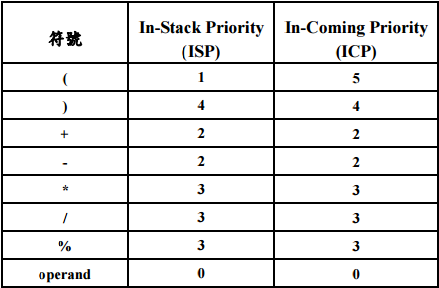 符號 In-Stack Priority (ISP) In-Coming Priority (ICP)
( 1 5
) 4 4
+ 2 2
- 2 2
* 3 3
/ 3 3
% 3 3
operand 0 0